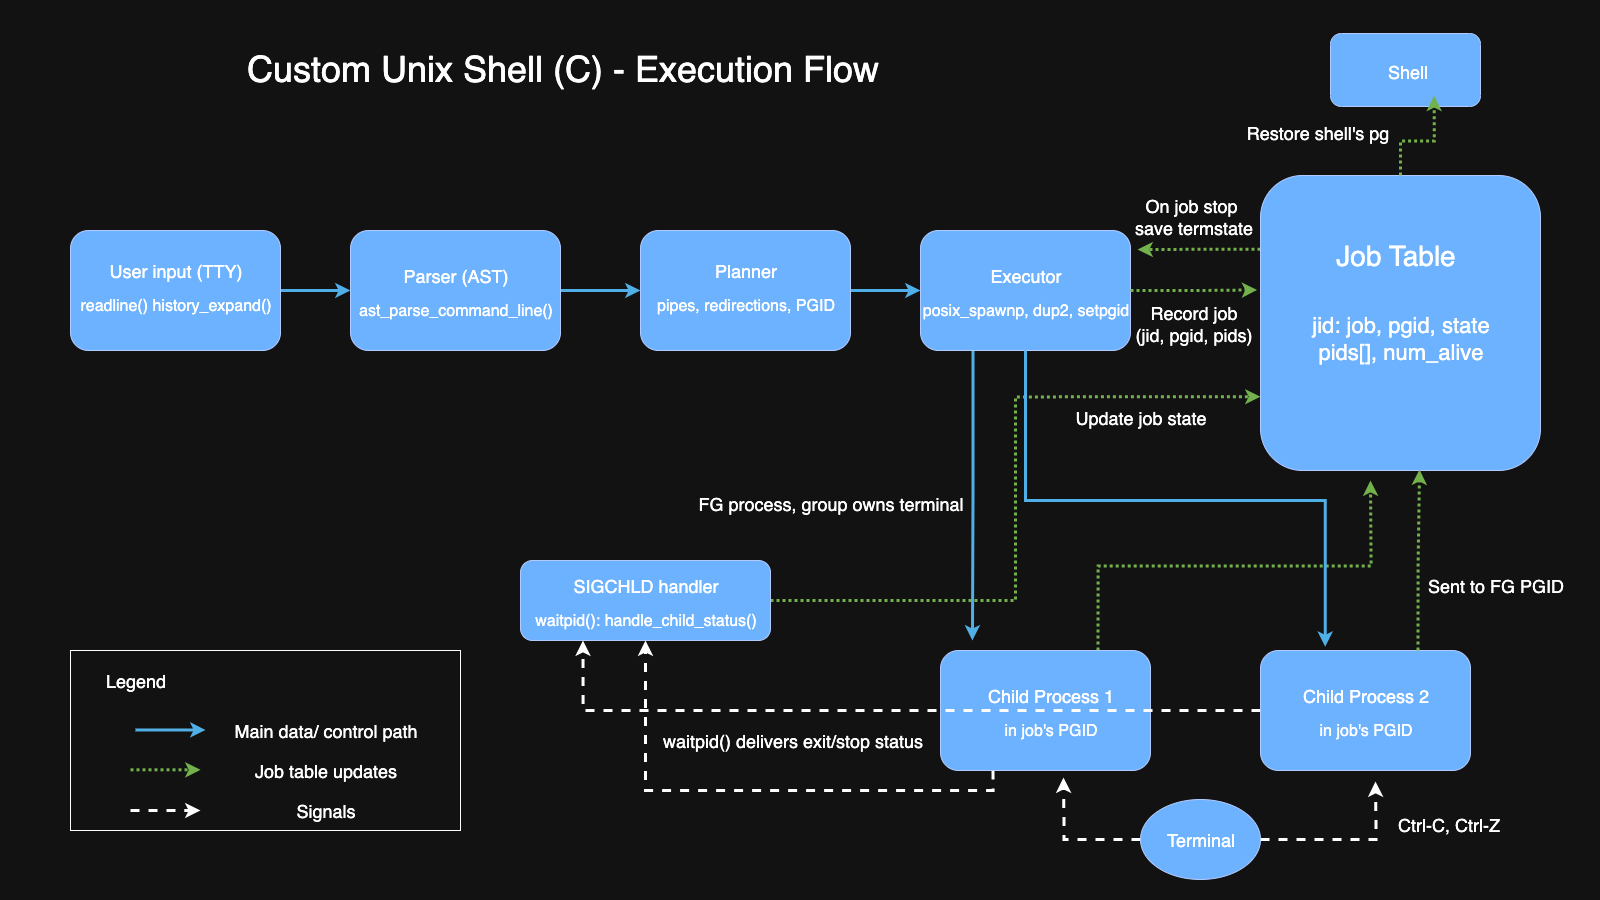 Custom Unix Shell (C) - Execution Flow
Shell
Restore shell's pg
On job stop
save termstate
Job Table
jid: job, pgid, state
pids[], num_alive
User input (TTY)
readline() history_expand()
Parser (AST)
ast_parse_command_line()
Planner
pipes, redirections, PGID
Executor
posix_spawnp, dup2, setpgid
Record job
(jid, pgid, pids)
Update job state
FG process, group owns terminal
SIGCHLD handler
waitpid(): handle_child_status()
Sent to FG PGID
Child Process 1
in job's PGID
Child Process 2
in job's PGID
waitpid() delivers exit/stop status
Terminal
Ctrl-C, Ctrl-Z
Legend
Main data/ control path
Job table updates
Signals